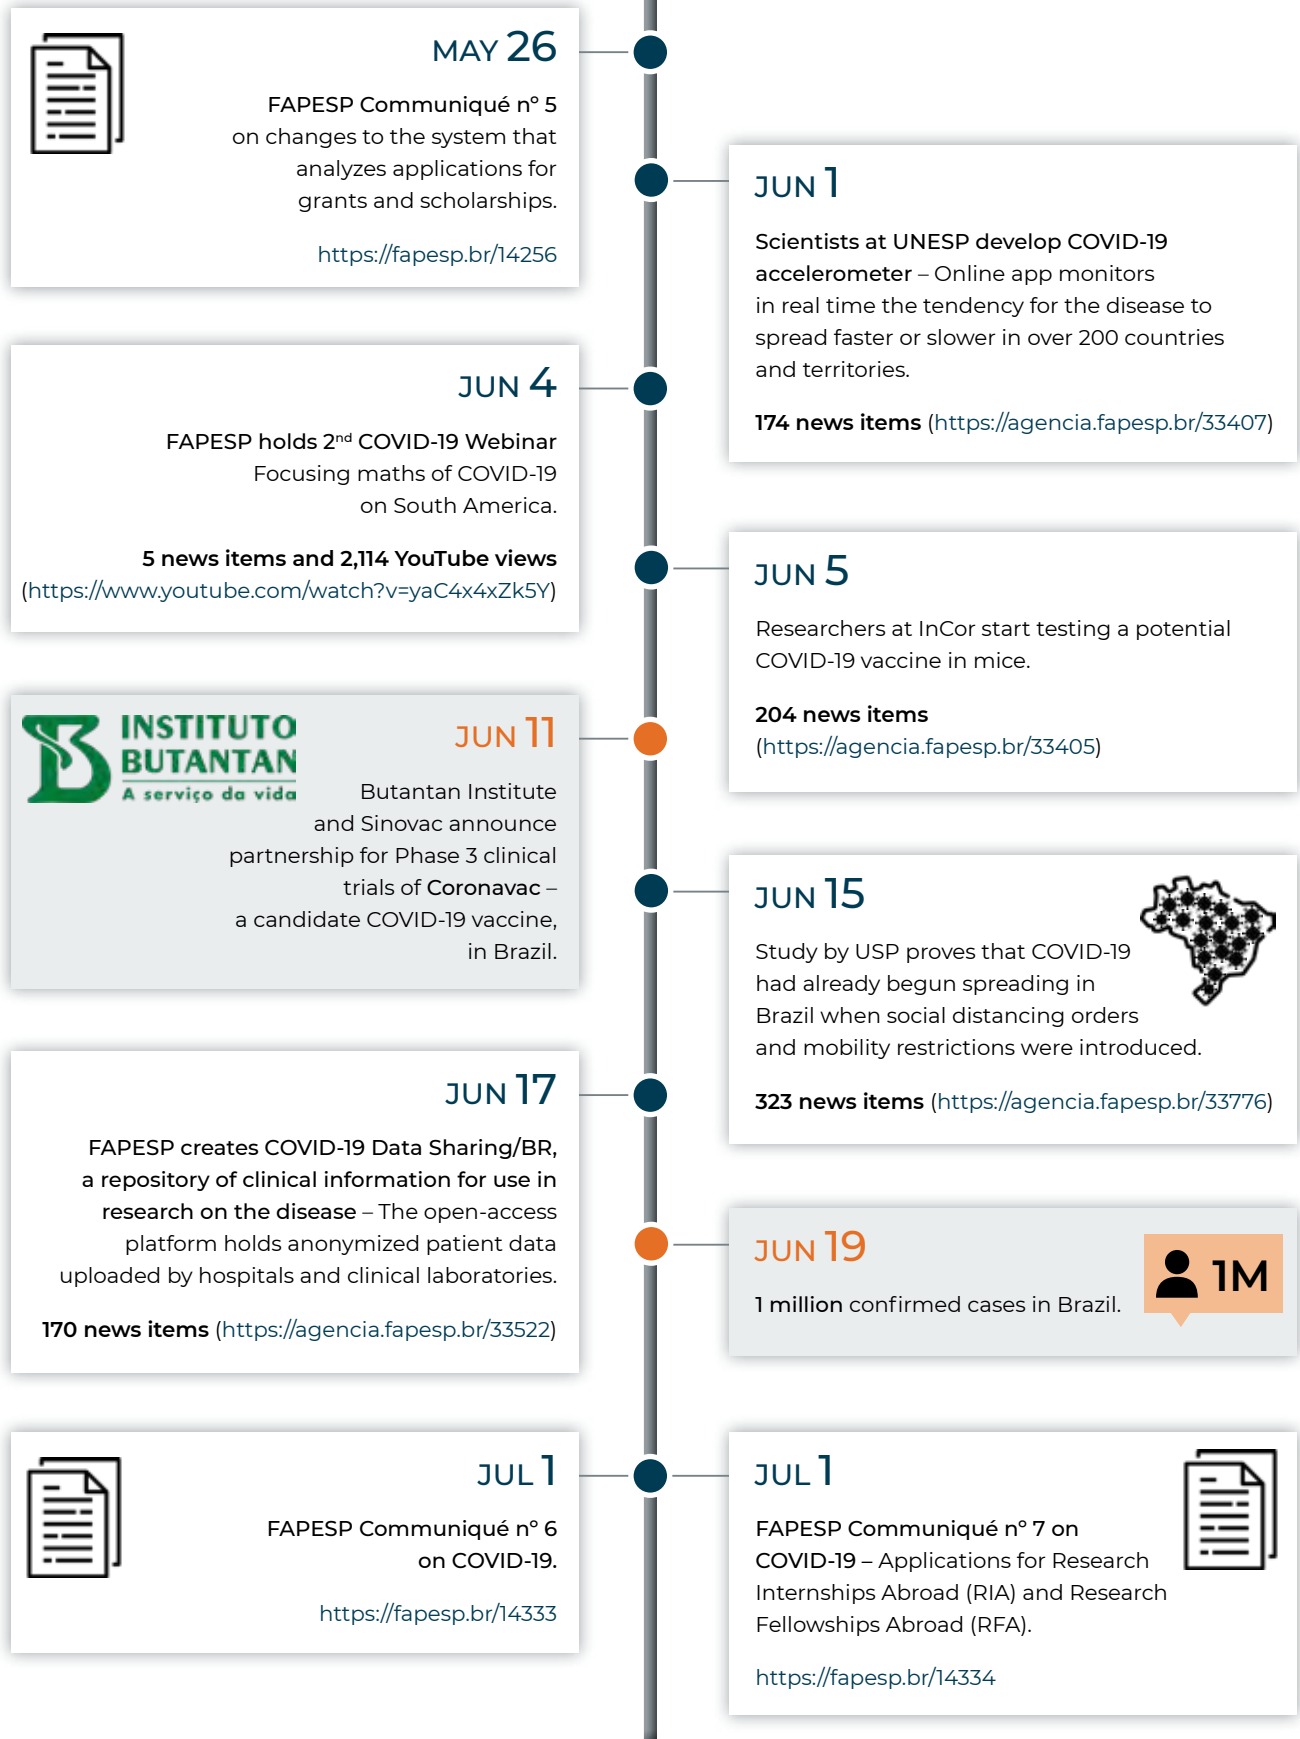 MAY 26
FAPESP Communiqué nº 5
on changes to the system that
analyzes applications for
grants and scholarships.
https://fapesp.br/14256
JUN 1
Scientists at UNESP develop COVID-19
accelerometer – Online app monitors
in real time the tendency for the disease to
spread faster or slower in over 200 countries
and territories.
174 news items (https://agencia.fapesp.br/33407)
JUN 4
FAPESP holds 2nd COVID-19 Webinar
Focusing maths of COVID-19
on South America.
5 news items and 2,114 YouTube views
(https://www.youtube.com/watch?v=yaC4x4xZk5Y)
JUN 5
Researchers at InCor start testing a potential
COVID-19 vaccine in mice.
204 news items
(https://agencia.fapesp.br/33405)
INSTITUTO
BUTANTAN
A serviço da vida
JUN 11
Butantan Institute
and Sinovac announce
partnership for Phase 3 clinical
trials of Coronavac –
a candidate COVID-19 vaccine,
in Brazil.
JUN 15
Study by USP proves that COVID-19
had already begun spreading in
Brazil when social distancing orders
and mobility restrictions were introduced.
323 news items (https://agencia.fapesp.br/33776)
JUN 17
FAPESP creates COVID-19 Data Sharing/BR,
a repository of clinical information for use in
research on the disease – The open-access
platform holds anonymized patient data
uploaded by hospitals and clinical laboratories.
170 news items (https://agencia.fapesp.br/33522)
JUN 19
1 million confirmed cases in Brazil.
1M
JUL 1
FAPESP Communiqué nº 6
on COVID-19.
https://fapesp.br/14333
JUL 1
FAPESP Communiqué nº 7 on
COVID-19 – Applications for Research
Internships Abroad (RIA) and Research
Fellowships Abroad (RFA).
https://fapesp.br/14334